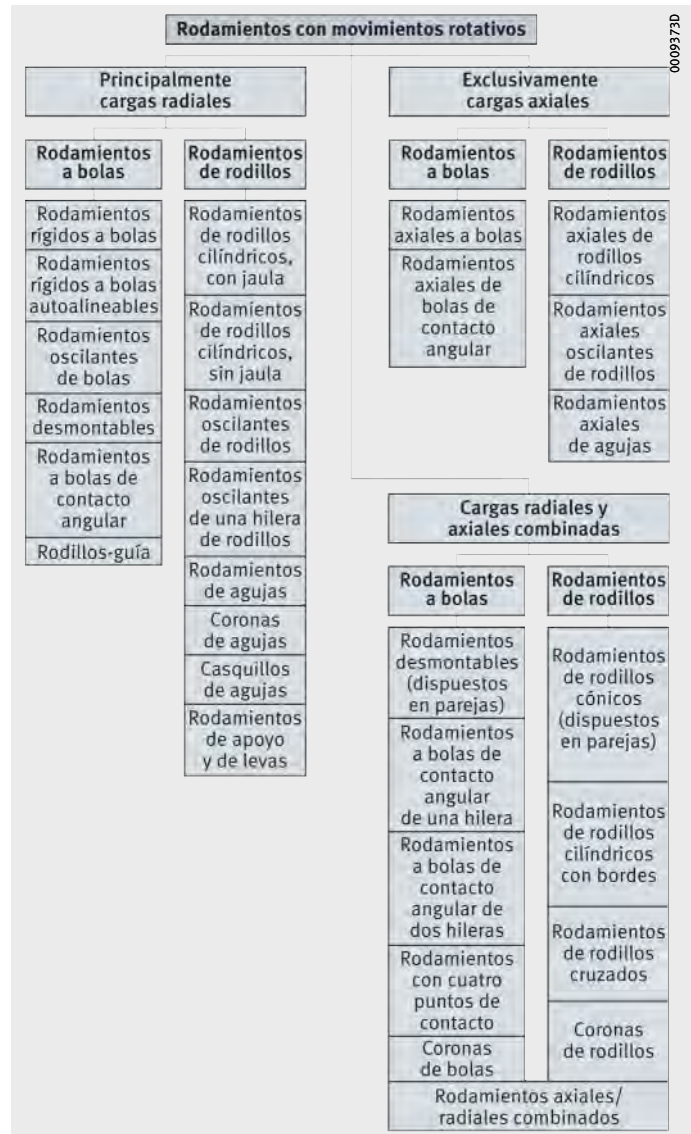 Rodamientos con movimientos rotativos
0009373D
Principalmente
cargas radiales
Rodamientos
a bolas
Rodamientos
rígidos a bolas
Rodamientos
rígidos a bolas
autoalineables
Rodamientos
oscilantes
de bolas
Rodamientos
desmontables
Rodamientos
a bolas de
contacto
angular
Rodillos-guía
Rodamientos
de rodillos
Rodamientos
de rodillos
cilíndricos,
con jaula
Rodamientos
de rodillos
cilíndricos,
sin jaula
Rodamientos
oscilantes
de rodillos
Rodamientos
oscilantes
de una hilera
de rodillos
Rodamientos
de agujas
Coronas
de agujas
Casquillos
de agujas
Rodamientos
de apoyo
y de levas
Exclusivamente
cargas axiales
Rodamientos
a bolas
Rodamientos
axiales a bolas
Rodamientos
axiales de
bolas de
contacto
angular
Rodamientos
de rodillos
Rodamientos
axiales de
rodillos
cilíndricos
Rodamientos
axiales
oscilantes
de rodillos
Rodamientos
axiales
de agujas
Cargas radiales y
axiales combinadas
Rodamientos
a bolas
Rodamientos
desmontables
(dispuestos
en parejas)
Rodamientos
a bolas de
contacto
angular
de una hilera
Rodamientos
a bolas de
contacto
angular de
dos hileras
Rodamientos
con cuatro
puntos de
contacto
Coronas
de bolas
Rodamientos
de rodillos
Rodamientos
de rodillos
cónicos
(dispuestos
en parejas)
Rodamientos
de rodillos
cilíndricos
con bordes
Rodamientos
de rodillos
cruzados
Coronas
de rodillos
Rodamientos axiales/
radiales combinados